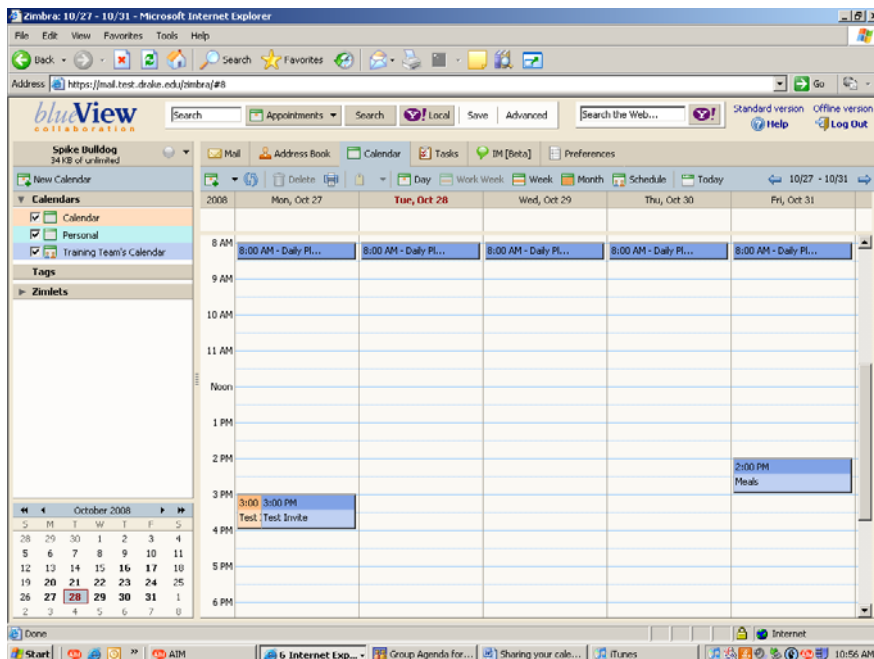 Zimbra: 10/27 - 10/31 - Microsoft Internet Explorer
File Edit View Favorites Tools Help
Back Search Favorites
Address https://mail.test.drake.edu/zimbra/#8 Go
blueView
collaboration
Search Appointments Search Y! Local Save Advanced Search the Web... Y!
Standard version Offline version
Help Log Out
Spike Bulldog
34 KB of unlimited
Mail Address Book Calendar Tasks IM [Beta] Preferences
New Calendar
Delete Day Work Week Week Month Schedule Today 10/27 - 10/31
Calendars
Calendar
Personal
Training Team's Calendar
Tags
Zimlets
2008 Mon, Oct 27 Tue, Oct 28 Wed, Oct 29 Thu, Oct 30 Fri, Oct 31
8 AM
8:00 AM - Daily Pl... 8:00 AM - Daily Pl... 8:00 AM - Daily Pl... 8:00 AM - Daily Pl... 8:00 AM - Daily Pl...
9 AM
10 AM
11 AM
Noon
1 PM
2 PM
2:00 PM
Meals
3 PM
3:00 3:00 PM
Test Test Invite
4 PM
5 PM
6 PM
October 2008
S M T W T F S
28 29 30 1 2 3 4
5 6 7 8 9 10 11
12 13 14 15 16 17 18
19 20 21 22 23 24 25
26 27 28 29 30 31 1
2 3 4 5 6 7 8
Done Internet
Start AIM 6 Internet Exp... Group Agenda for... Sharing your cale... iTunes 10:56 AM